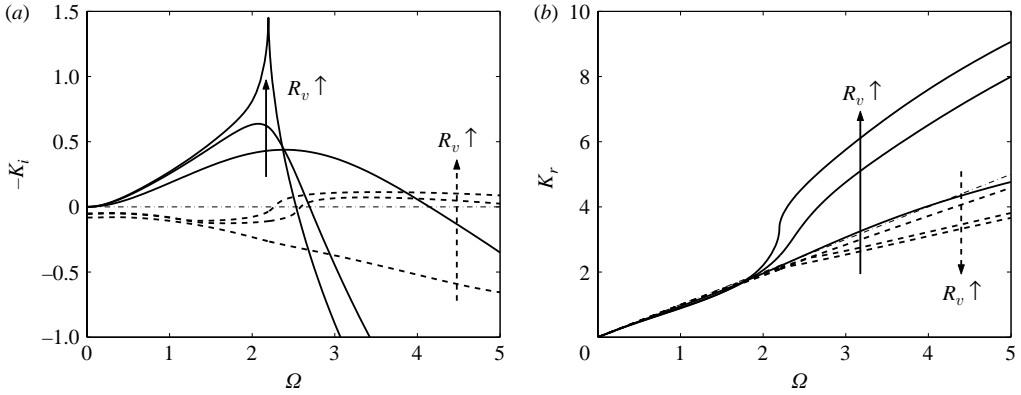 (a)
1.5
1.0
0.5
0
−0.5
−1.0
−K_i
R_v ↑
R_v ↑
0 1 2 3 4 5
Ω
(b)
10
8
6
4
2
0
K_r
R_v ↑
R_v ↑
1 2 3 4 5
Ω